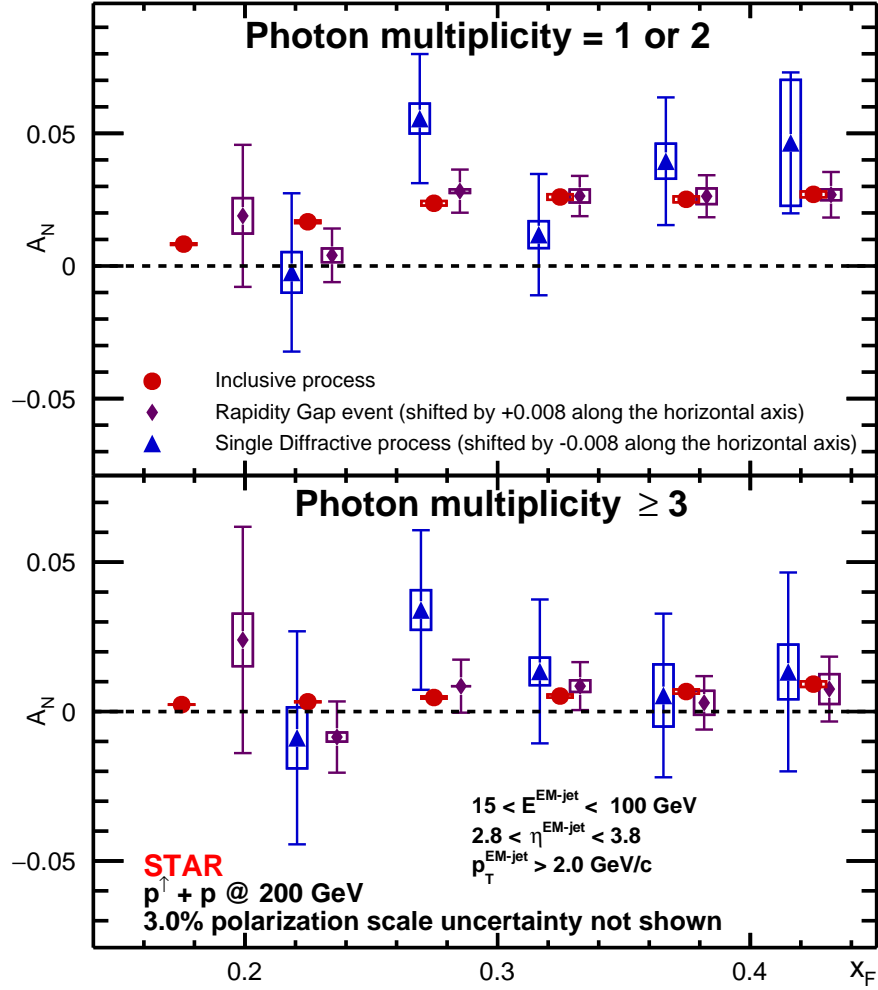 Photon multiplicity = 1 or 2
0.05
0
−0.05
A_N
Inclusive process
Rapidity Gap event (shifted by +0.008 along the horizontal axis)
Single Diffractive process (shifted by -0.008 along the horizontal axis)
Photon multiplicity ≥ 3
0.05
0
−0.05
A_N
15 < E^EM-jet < 100 GeV
2.8 < η^EM-jet < 3.8
p_T^EM-jet > 2.0 GeV/c
STAR
p^↑ + p @ 200 GeV
3.0% polarization scale uncertainty not shown
0.2 0.3 0.4 x_F